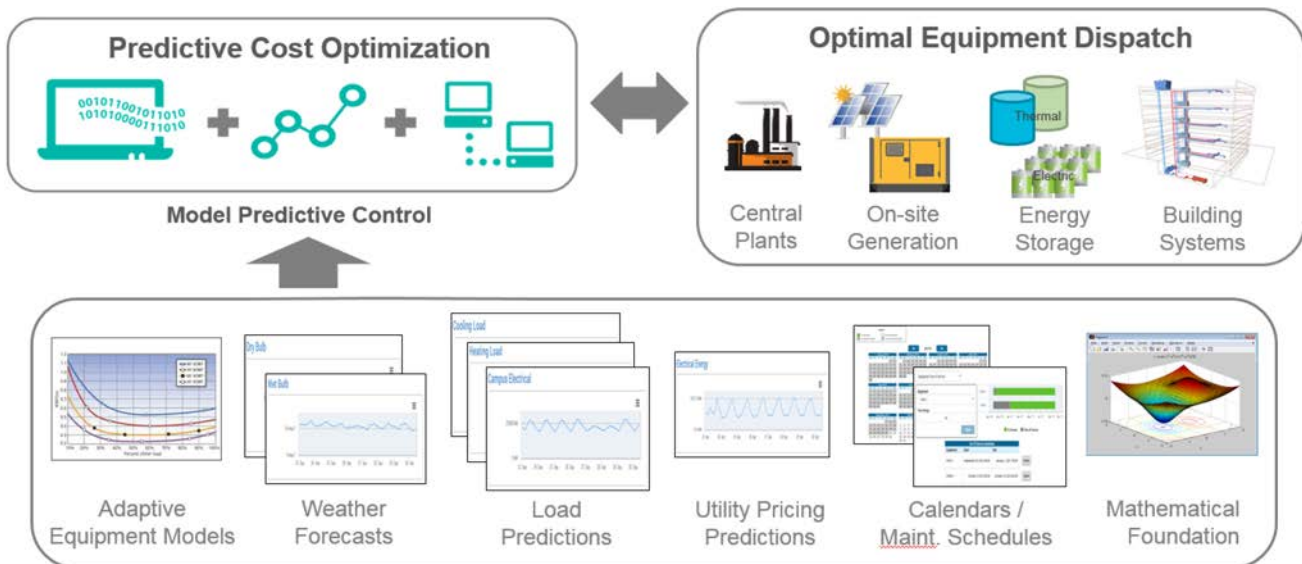 Predictive Cost Optimization
001011001011010
101010000111010
Model Predictive Control
Optimal Equipment Dispatch
Thermal
Electric
Central
Plants
On-site
Generation
Energy
Storage
Building
Systems
Dry Bulb
Wet Bulb
Cooling Load
Heating Load
Campus Electrical
Electrical Energy
Adaptive
Equipment Models
Weather
Forecasts
Load
Predictions
Utility Pricing
Predictions
Calendars /
Maint. Schedules
Mathematical
Foundation